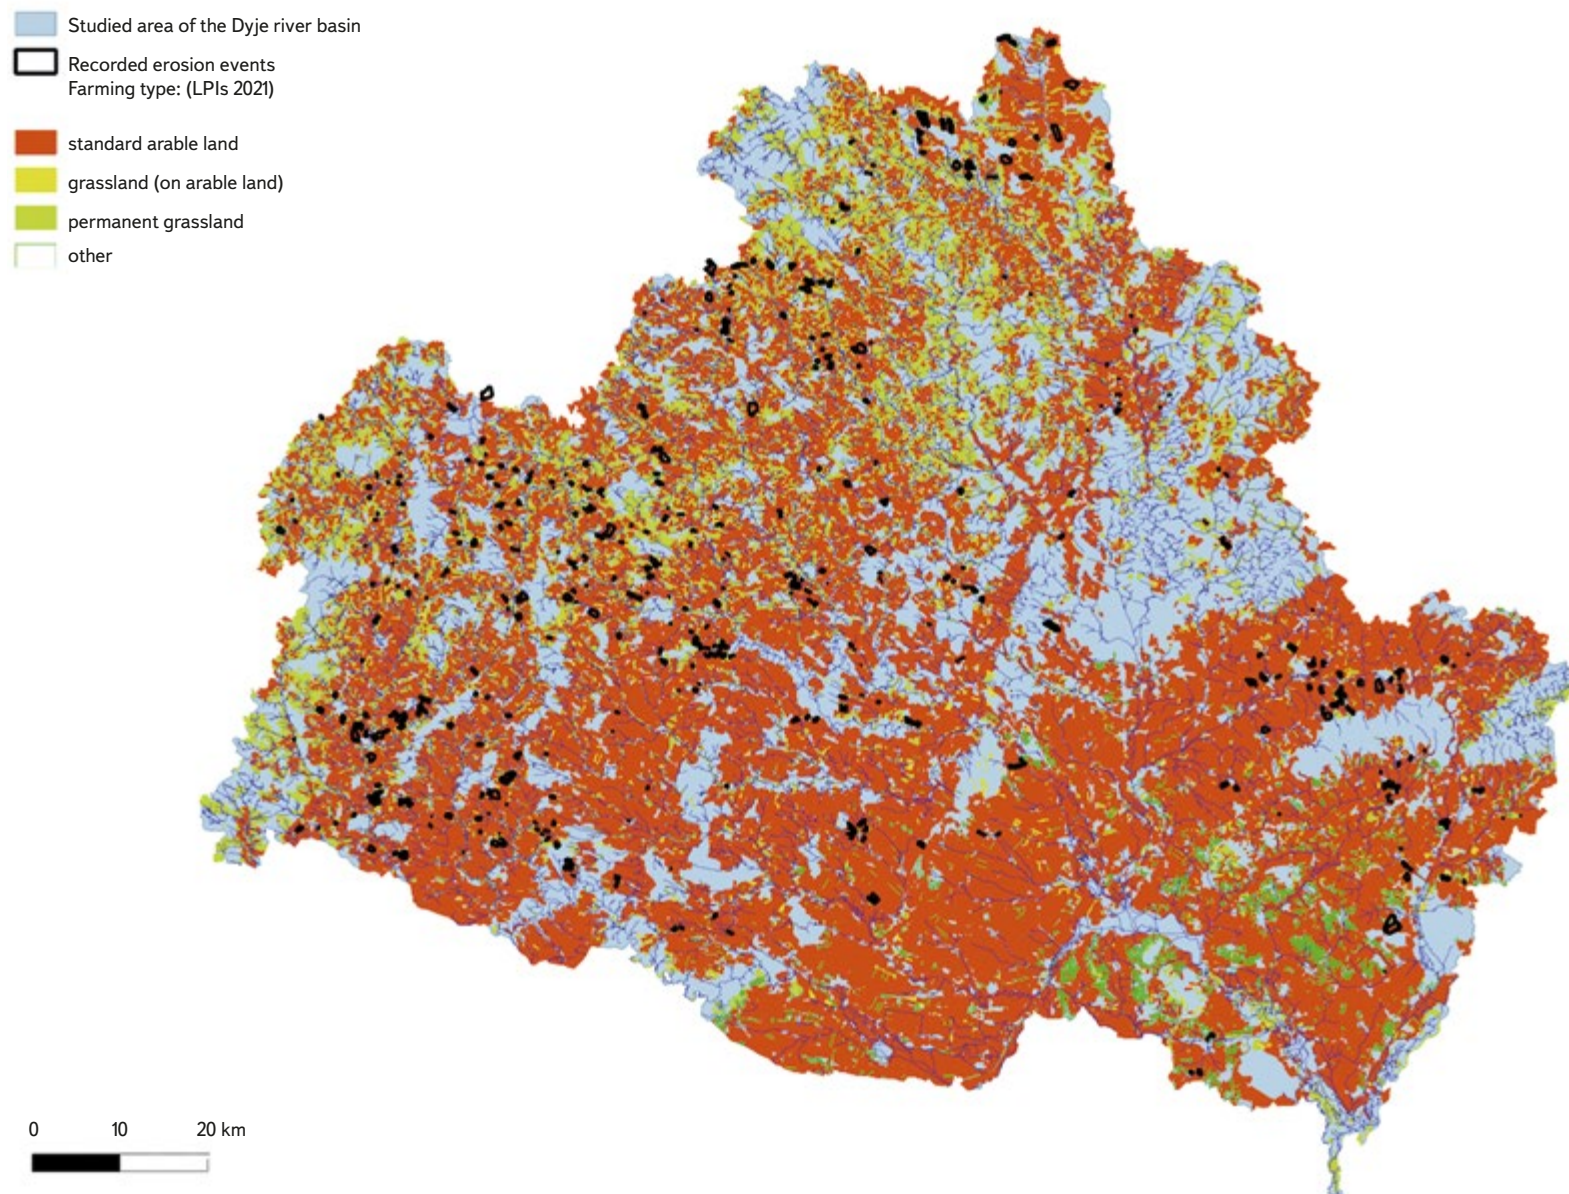 Studied area of the Dyje river basin
Recorded erosion events
Farming type: (LPIs 2021)
standard arable land
grassland (on arable land)
permanent grassland
other
0 10 20 km